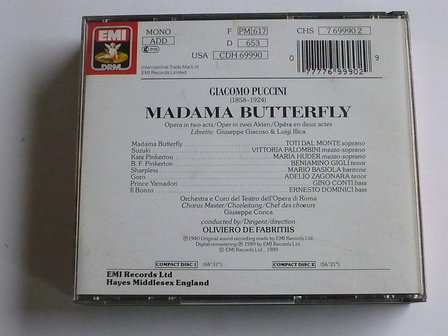 EMI
DRM
International Trade Mark of
EMI Records Limited
MONO
ADD
F PM 617
D 653
USA CDH 69990
CHS 7 69990 2
0 77776 99902 9
GIACOMO PUCCINI
(1858–1924)
MADAMA BUTTERFLY
Opera in two acts/Oper in zwei Akten/Opéra en deux actes
Libretto: Giuseppe Giacoso & Luigi Illica
Madama Butterfly TOTI DAL MONTE soprano
Suzuki VITTORIA PALOMBINI mezzo-soprano
Kate Pinkerton MARIA HUDER mezzo-soprano
B. F. Pinkerton BENIAMINO GIGLI tenor
Sharpless MARIO BASIOLA baritone
Goro ADELIO ZAGONARA tenor
Prince Yamadori GINO CONTI bass
Il Bonzo ERNESTO DOMINICI bass
Orchestra e Coro del Teatro dell'Opera di Roma
Chorus Master/Chorleitung/Chef des chœurs
Giuseppe Conca
conducted by/Dirigent/direction
OLIVIERO DE FABRITIIS
℗ 1940 Original sound recording made by EMI Records Ltd.
Digital remastering ℗ 1989 by EMI Records Ltd.
© EMI Records Ltd., 1989
COMPACT DISC 1 (68'31")
COMPACT DISC 2 (56'21")
EMI Records Ltd
Hayes Middlesex England